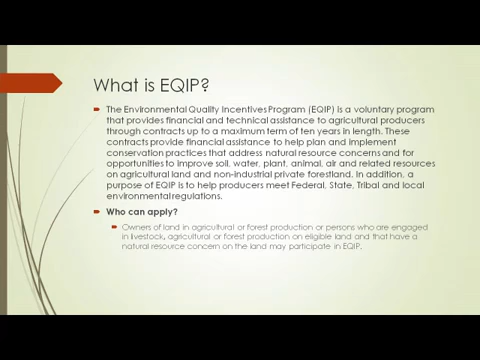 What is EQIP?
The Environmental Quality Incentives Program (EQIP) is a voluntary program
that provides financial and technical assistance to agricultural producers
through contracts up to a maximum term of ten years in length. These
contracts provide financial assistance to help plan and implement
conservation practices that address natural resource concerns and for
opportunities to improve soil, water, plant, animal, air and related resources
on agricultural land and non-industrial private forestland. In addition, a
purpose of EQIP is to help producers meet Federal, State, Tribal and local
environmental regulations.
Who can apply?
Owners of land in agricultural or forest production or persons who are engaged
in livestock, agricultural or forest production on eligible land and that have a
natural resource concern on the land may participate in EQIP.